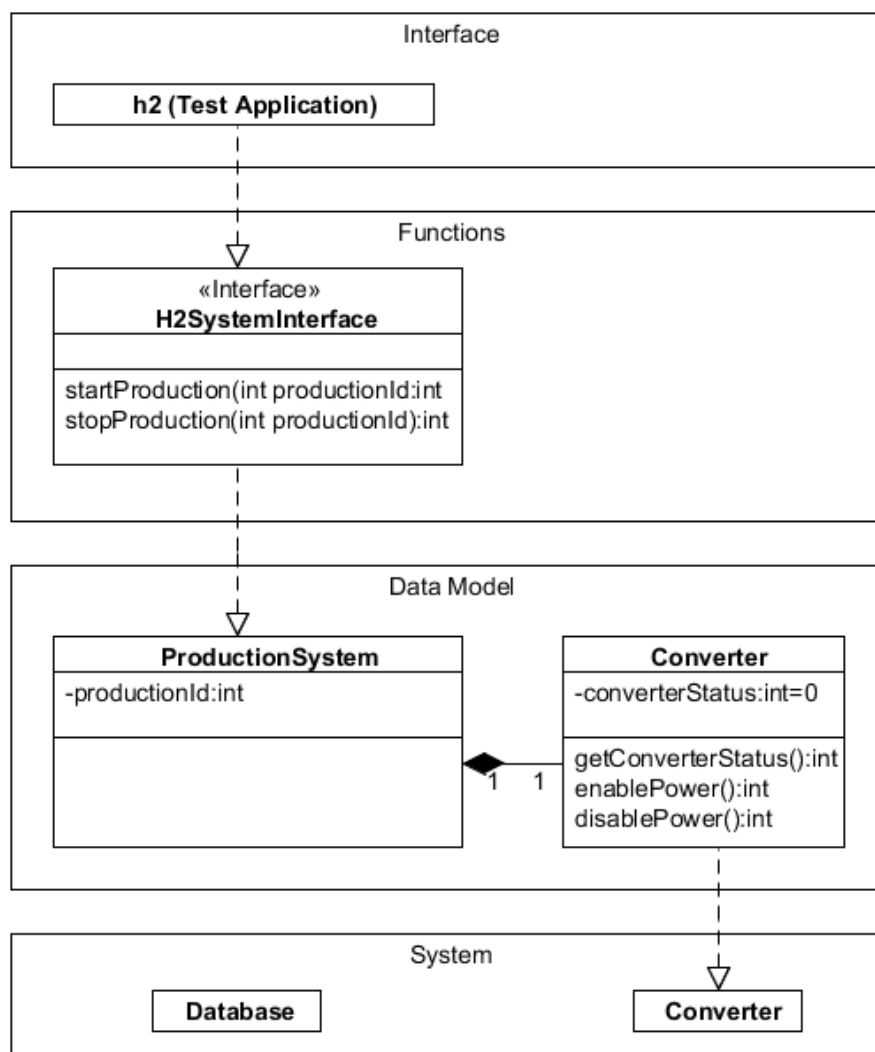 Interface
h2 (Test Application)
Functions
«Interface»
H2SystemInterface
startProduction(int productionId:int
stopProduction(int productionId):int
Data Model
ProductionSystem
-productionId:int
Converter
-converterStatus:int=0
getConverterStatus():int
enablePower():int
disablePower():int
1
1
System
Database
Converter